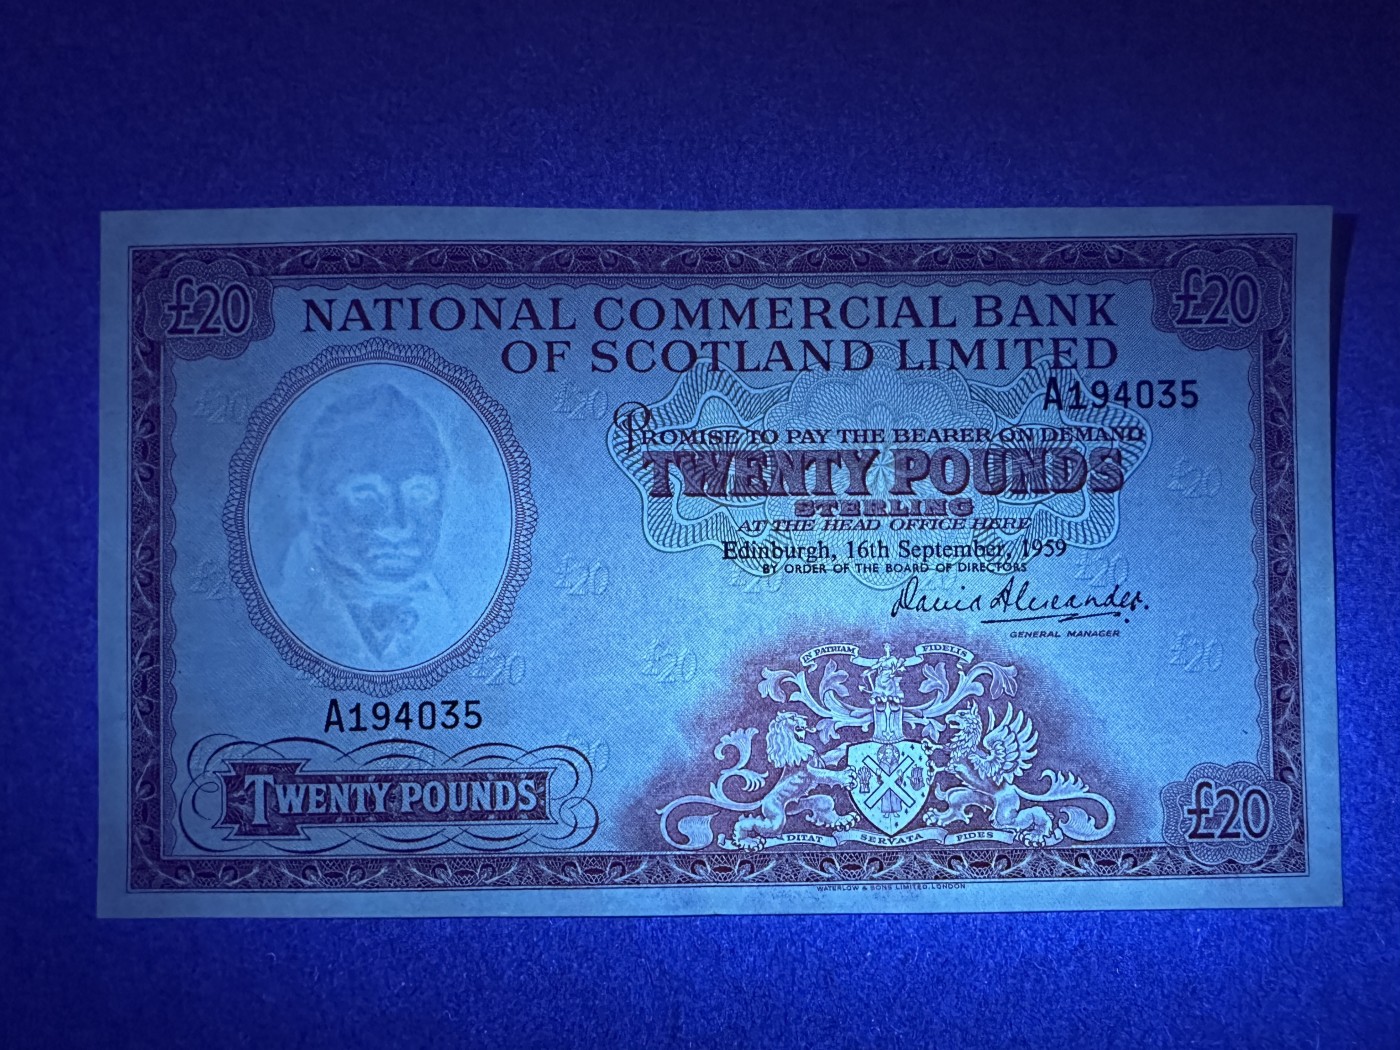 £20
£20
NATIONAL COMMERCIAL BANK
OF SCOTLAND LIMITED
A194035
PROMISE TO PAY THE BEARER ON DEMAND
TWENTY POUNDS
STERLING
AT THE HEAD OFFICE HERE
Edinburgh, 16th September, 1959
BY ORDER OF THE BOARD OF DIRECTORS
David Alexander.
GENERAL MANAGER
IN PATRIAM FIDELIS
A194035
TWENTY POUNDS
DITAT SERVATA FIDES
£20
WATERLOW & SONS LIMITED, LONDON